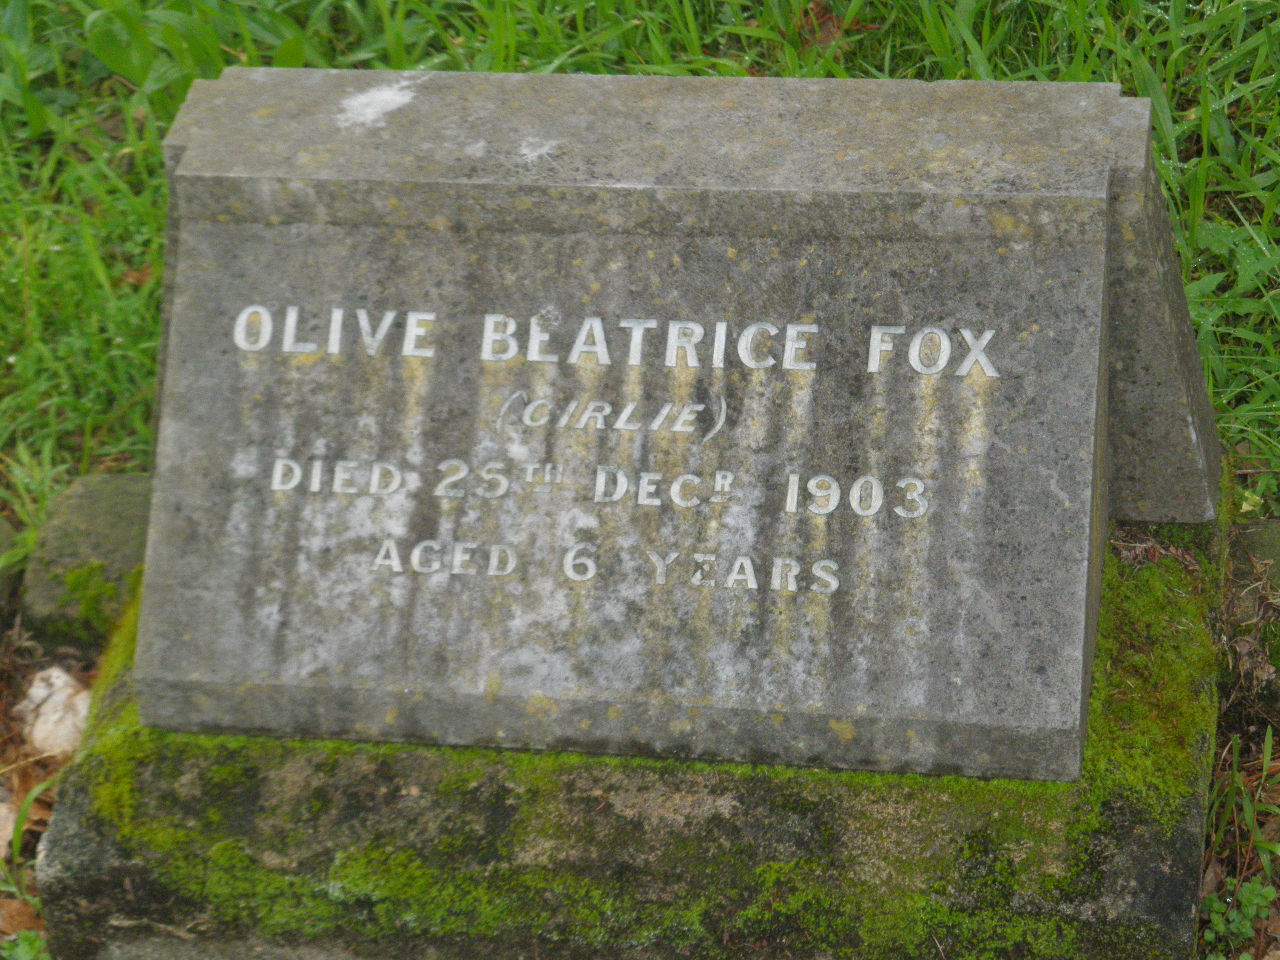 OLIVE BEATRICE FOX
(GIRLIE)
DIED 25TH DECR 1903
AGED 6 YEARS